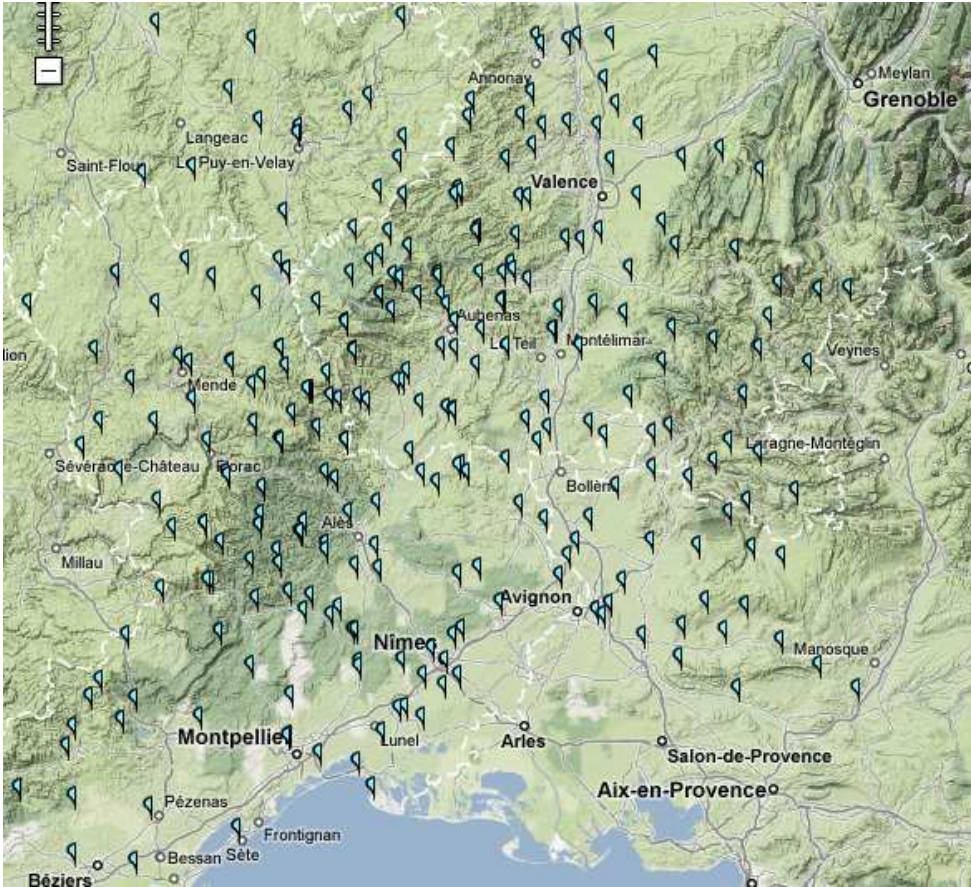 Annonay
Meylan
Grenoble
Langeac
Saint-Flour
Le Puy-en-Velay
Valence
Aubenas
Le Teil
Montélimar
Veynes
Mende
Laragne-Montéglin
Sévérac-le-Château
Florac
Bollène
Alès
Millau
Avignon
Nîmes
Manosque
Montpellier
Lunel
Arles
Salon-de-Provence
Aix-en-Provence
Pézenas
Frontignan
Sète
Bessan
Béziers